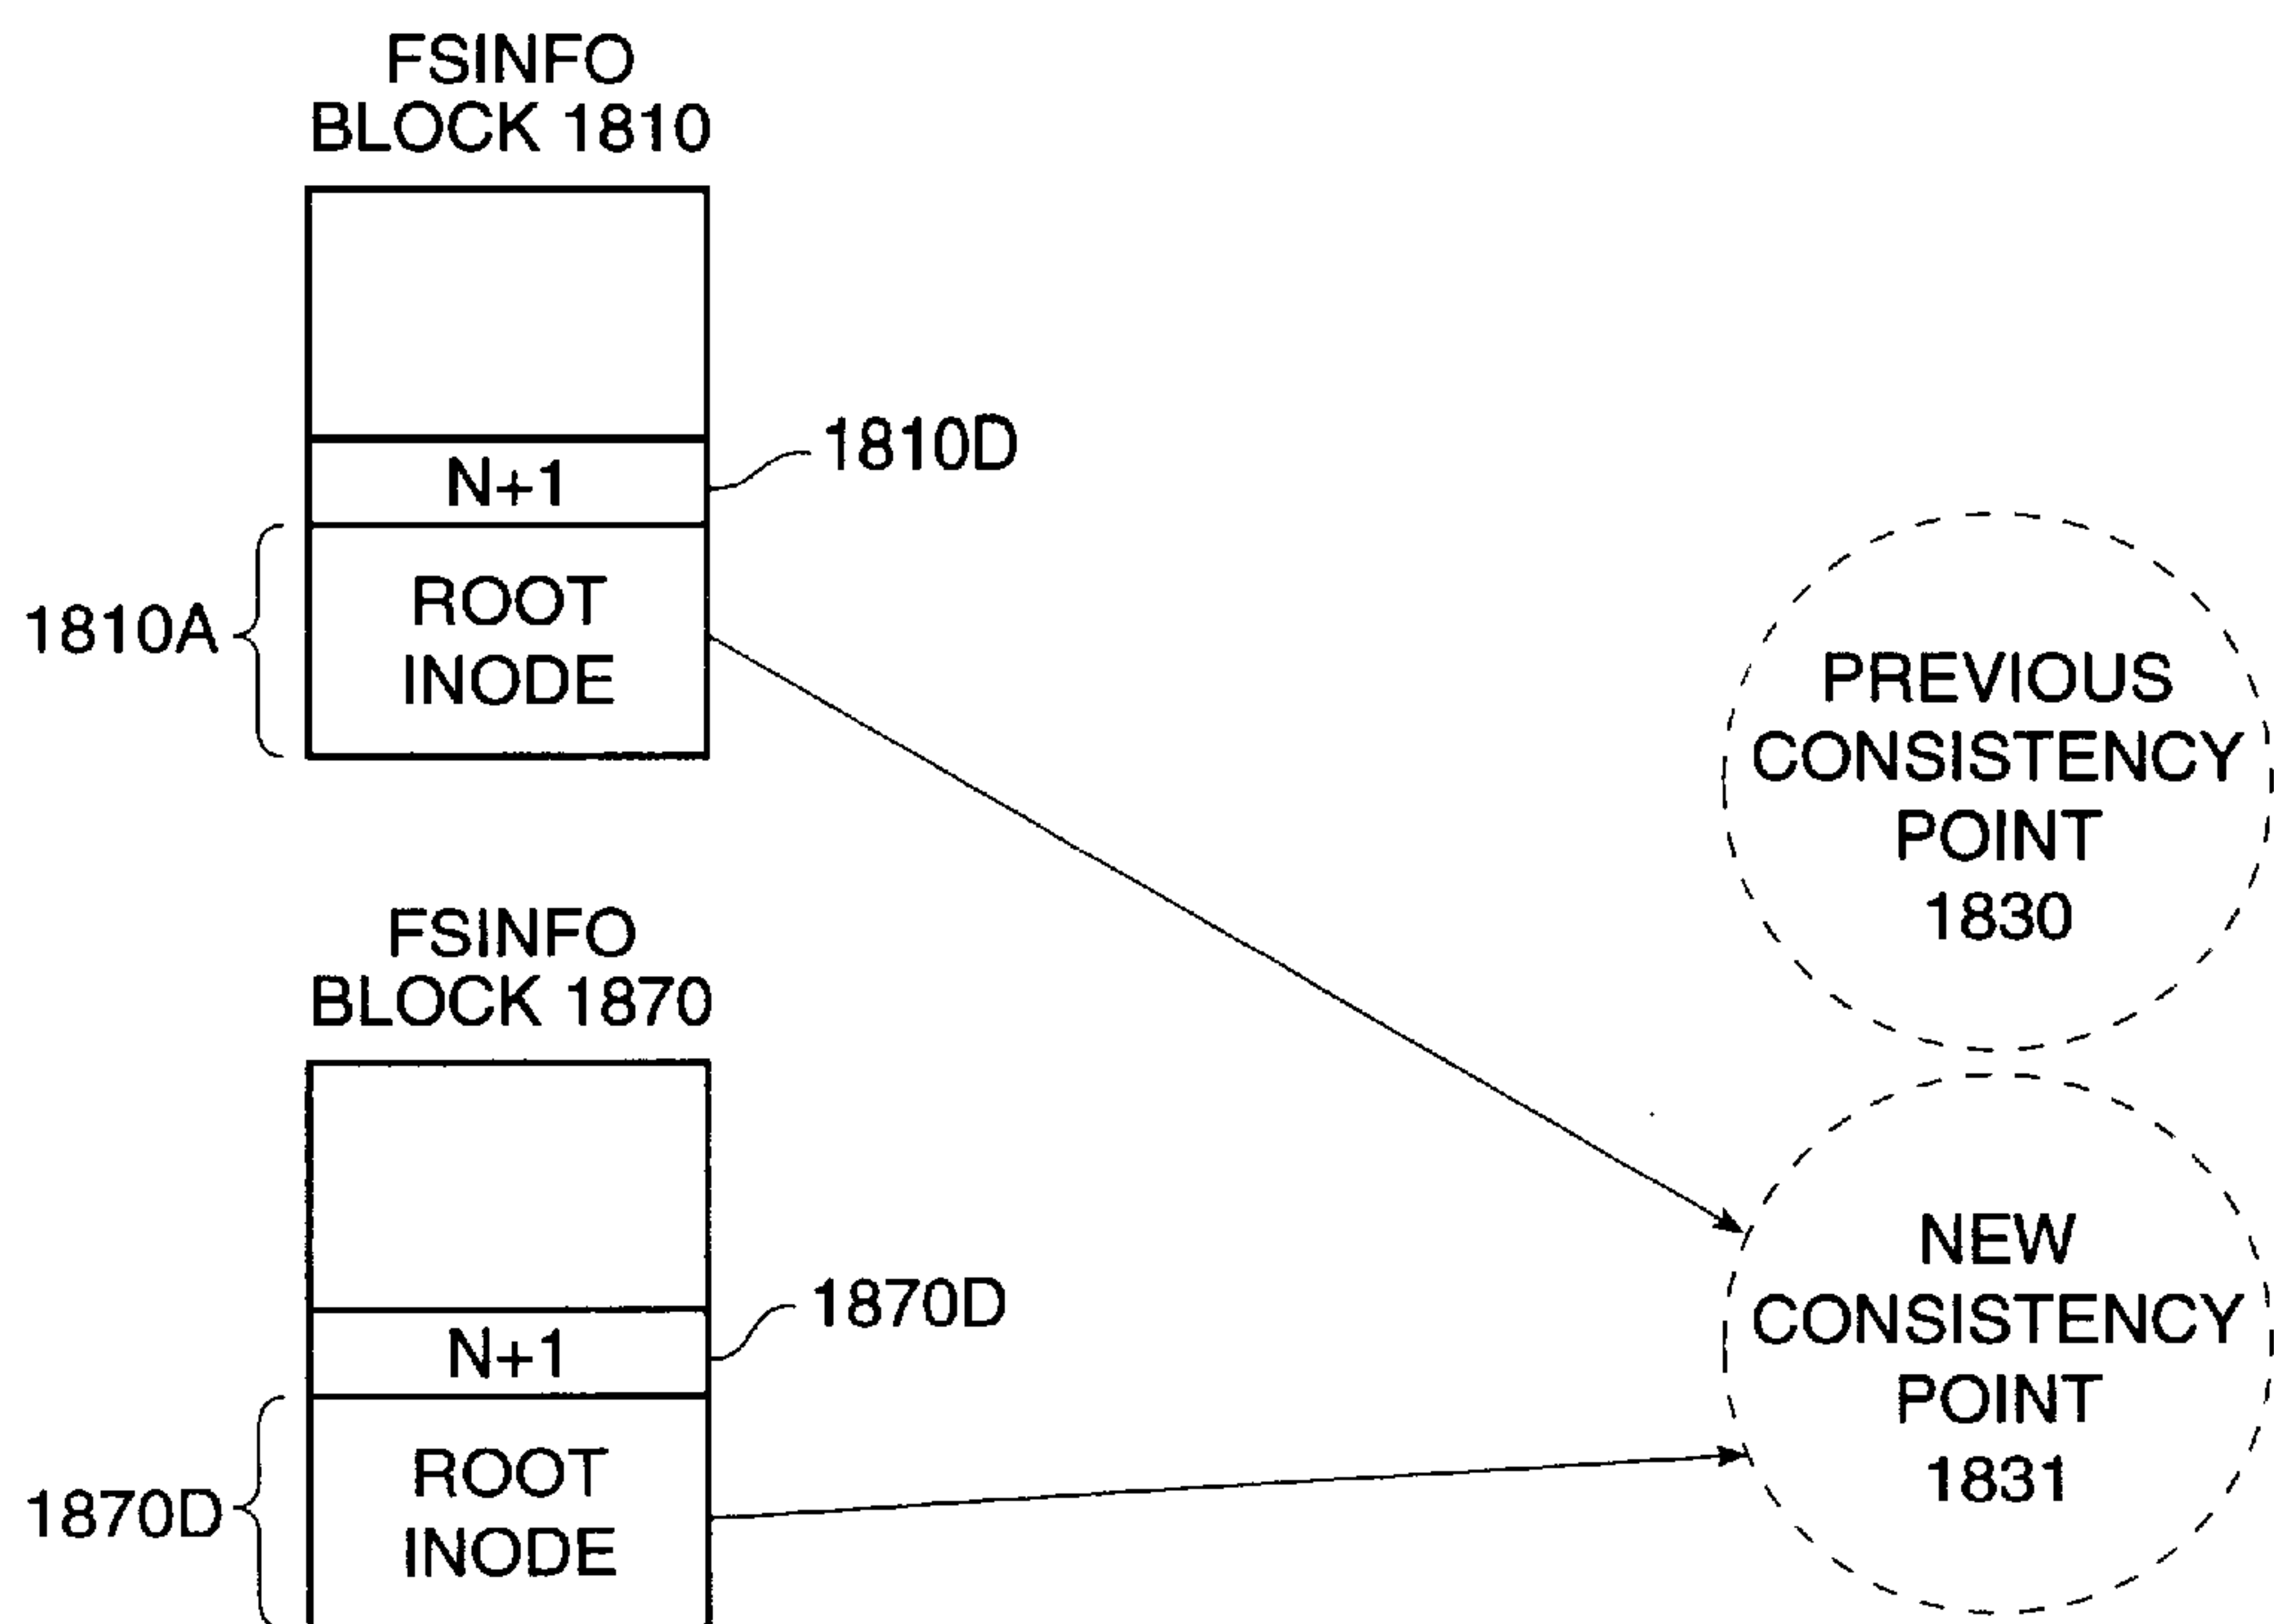 FSINFO
BLOCK 1810
N+1
1810D
1810A
ROOT
INODE
PREVIOUS
CONSISTENCY
POINT
1830
FSINFO
BLOCK 1870
N+1
1870D
1870D
ROOT
INODE
NEW
CONSISTENCY
POINT
1831